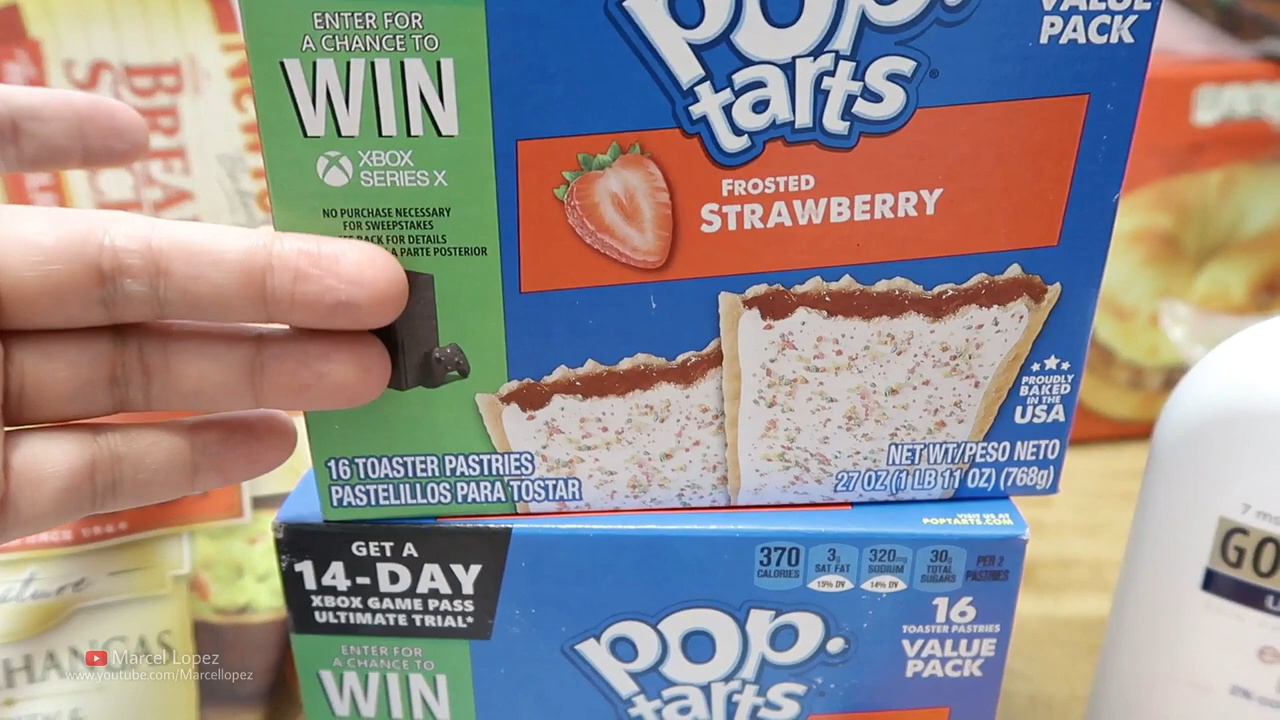 ENTER FOR
A CHANCE TO
WIN
XBOX
SERIES X
NO PURCHASE NECESSARY
FOR SWEEPSTAKES
BACK FOR DETAILS
A PARTE POSTERIOR
16 TOASTER PASTRIES
PASTELILLOS PARA TOSTAR
pop.
tarts®
VALUE
PACK
FROSTED
STRAWBERRY
PROUDLY
BAKED
IN THE
USA
NET WT/PESO NETO
27 OZ (1 LB 11 OZ) (768g)
VISIT US AT
POPTARTS.COM
GET A
14-DAY
XBOX GAME PASS
ULTIMATE TRIAL*
ENTER FOR
A CHANCE TO
WIN
370
CALORIES
3g
SAT FAT
15% DV
320mg
SODIUM
14% DV
30g
TOTAL
SUGARS
PER 2
PASTRIES
pop.
tarts
16
TOASTER PASTRIES
VALUE
PACK
GO
Marcel Lopez
www.youtube.com/Marcellopez